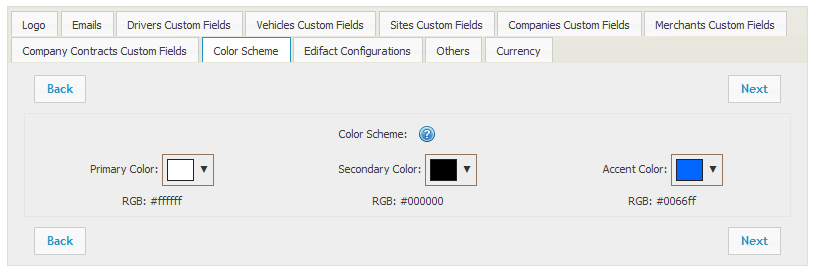 Logo Emails Drivers Custom Fields Vehicles Custom Fields Sites Custom Fields Companies Custom Fields Merchants Custom Fields
Company Contracts Custom Fields Color Scheme Edifact Configurations Others Currency
Back Next
Color Scheme: ?
Primary Color: Secondary Color: Accent Color:
RGB: #ffffff RGB: #000000 RGB: #0066ff
Back Next